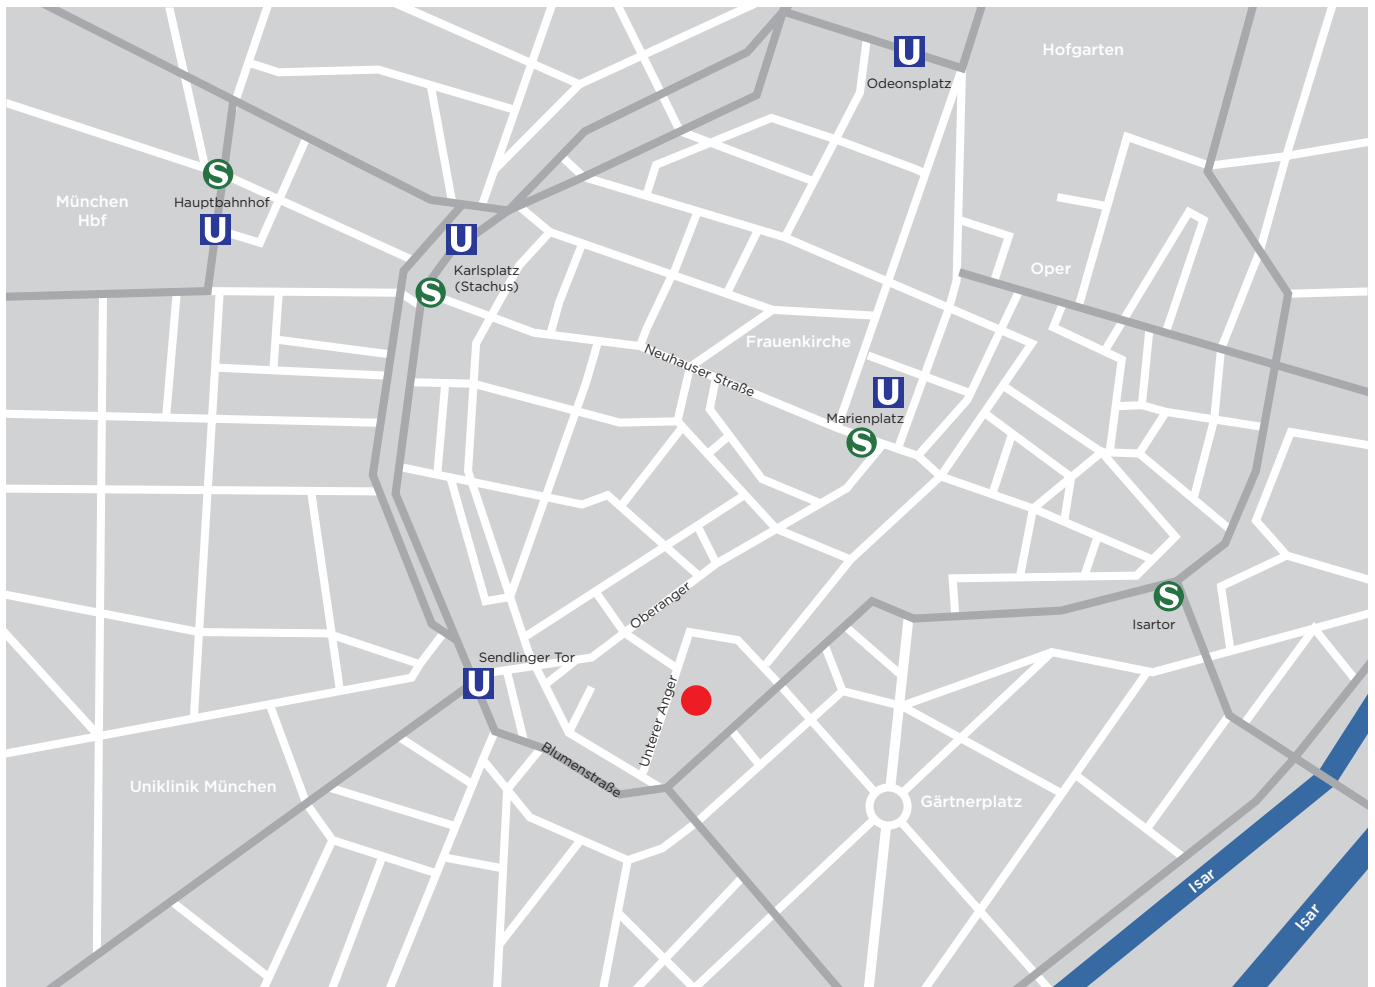 U
Hofgarten
Odeonsplatz
S
München
Hbf
Hauptbahnhof
U
U
Karlsplatz
(Stachus)
S
Oper
Frauenkirche
Neuhauser Straße
U
Marienplatz
S
S
Isartor
Oberanger
Sendlinger Tor
U
Unterer Anger
Blumenstraße
Uniklinik München
Gärtnerplatz
Isar
Isar